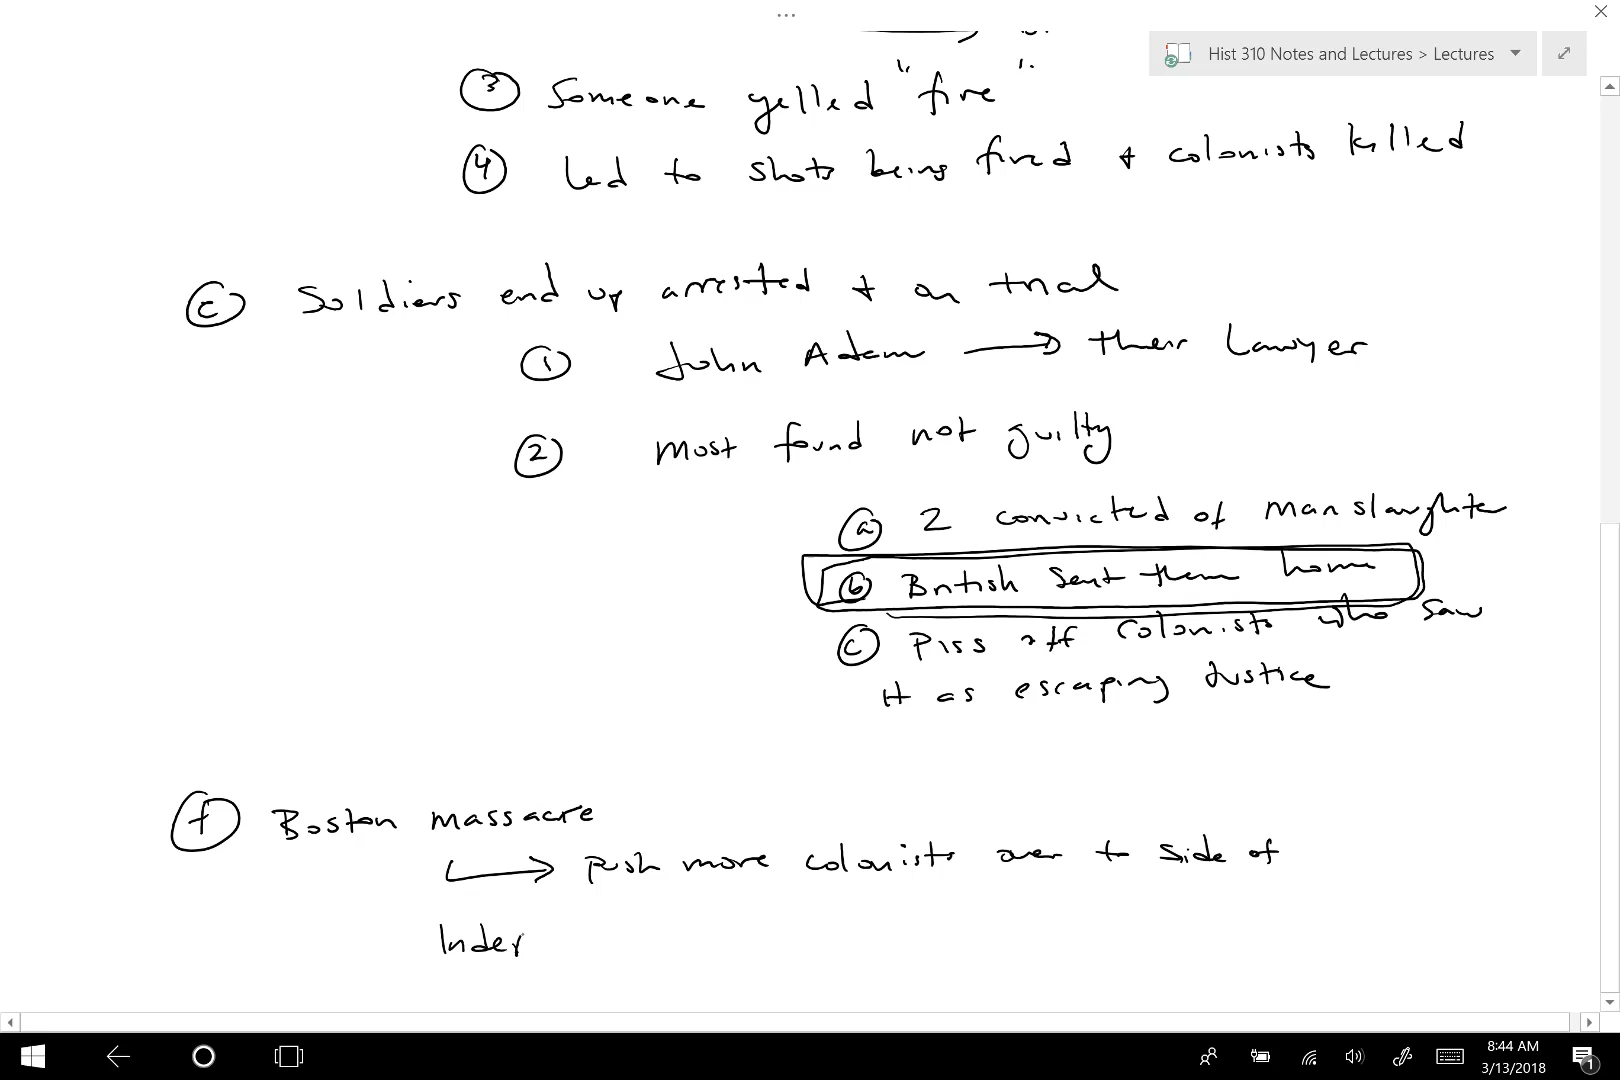 Hist 310 Notes and Lectures > Lectures
③ Someone yelled "fire"
④ Led to shots being fired + colonists killed
ⓔ Soldiers end up arrested + on trial
① John Adam → their Lawyer
② Most found not guilty
ⓐ 2 convicted of manslaughter
ⓑ British sent them home
ⓒ Piss off colonists who saw
it as escaping Justice
ⓕ Boston massacre
→ push more colonists over to side of
Indep
8:44 AM
3/13/2018
1